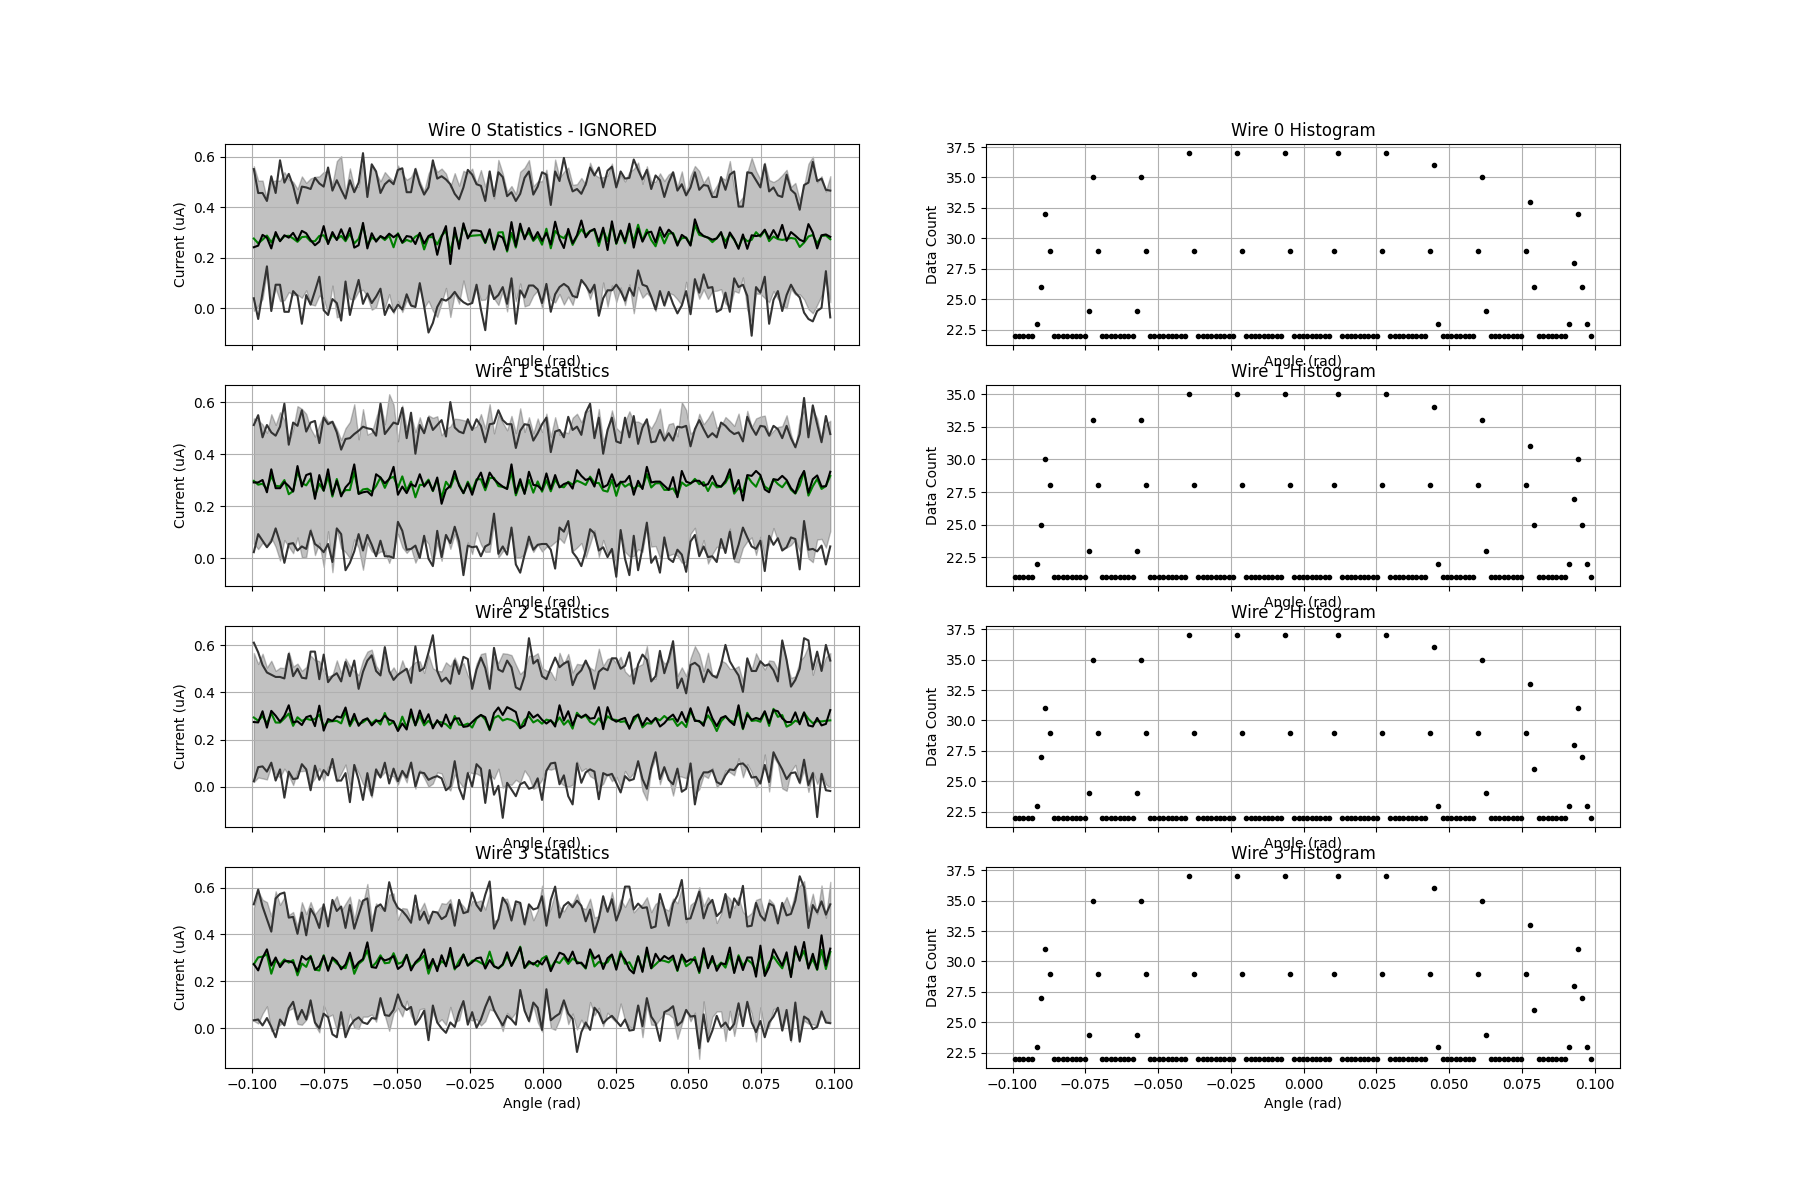 Wire 0 Statistics - IGNORED
Current (uA)
0.6
0.4
0.2
0.0
Angle (rad)
Wire 0 Histogram
Data Count
37.5
35.0
32.5
30.0
27.5
25.0
22.5
Angle (rad)
Wire 1 Statistics
Current (uA)
0.6
0.4
0.2
0.0
Angle (rad)
Wire 1 Histogram
Data Count
35.0
32.5
30.0
27.5
25.0
22.5
Angle (rad)
Wire 2 Statistics
Current (uA)
0.6
0.4
0.2
0.0
Angle (rad)
Wire 2 Histogram
Data Count
37.5
35.0
32.5
30.0
27.5
25.0
22.5
Angle (rad)
Wire 3 Statistics
Current (uA)
0.6
0.4
0.2
0.0
−0.100 −0.075 −0.050 −0.025 0.000 0.025 0.050 0.075 0.100
Angle (rad)
Wire 3 Histogram
Data Count
37.5
35.0
32.5
30.0
27.5
25.0
22.5
−0.100 −0.075 −0.050 −0.025 0.000 0.025 0.050 0.075 0.100
Angle (rad)